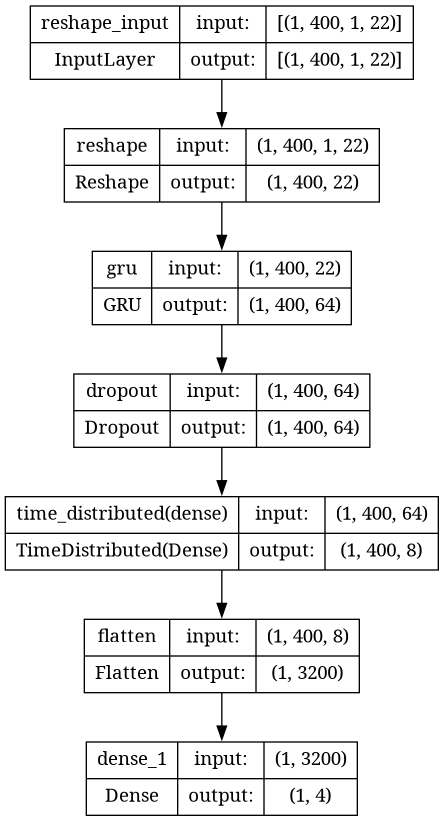 reshape_input input: [(1, 400, 1, 22)]
InputLayer output: [(1, 400, 1, 22)]
reshape input: (1, 400, 1, 22)
Reshape output: (1, 400, 22)
gru input: (1, 400, 22)
GRU output: (1, 400, 64)
dropout input: (1, 400, 64)
Dropout output: (1, 400, 64)
time_distributed(dense) input: (1, 400, 64)
TimeDistributed(Dense) output: (1, 400, 8)
flatten input: (1, 400, 8)
Flatten output: (1, 3200)
dense_1 input: (1, 3200)
Dense output: (1, 4)